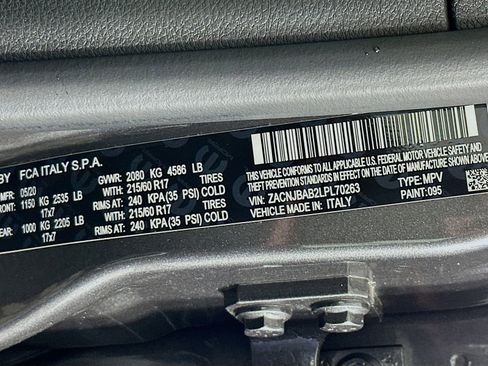 BY FCA ITALY S.P.A.
MFD: 05/20 GVWR: 2080 KG 4586 LB
1150 KG 2535 LB WITH: 215/60 R17 TIRES
17x7 RIMS AT: 240 KPA(35 PSI) COLD
EAR: 1000 KG 2205 LB WITH: 215/60 R17 TIRES
17x7 RIMS AT: 240 KPA(35 PSI) COLD
THIS VEHICLE CONFORMS TO ALL APPLICABLE U.S.A.
FEDERAL MOTOR VEHICLE SAFETY, BUMPER, AND THEFT PREVENTION
STANDARDS IN EFFECT ON THE DATE OF MANUFACTURE SHOWN ABOVE.
VIN: ZACNJBAB2LPL70263 TYPE: MPV
VEHICLE MADE IN: ITALY PAINT: 095